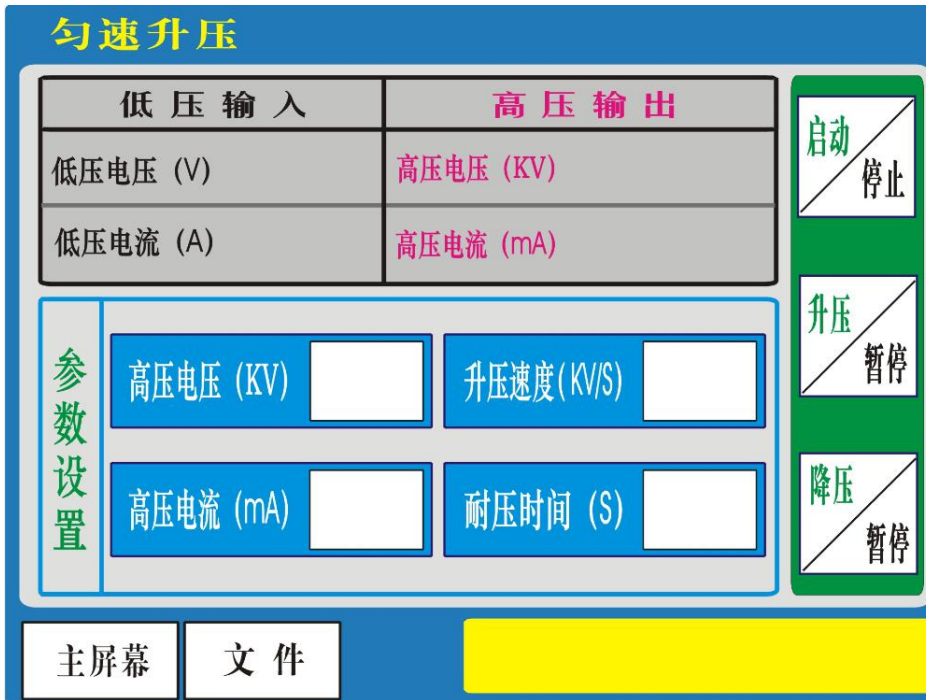 匀速升压
低压输入 高压输出
启动
停止
低压电压 (V) 高压电压 (KV)
低压电流 (A) 高压电流 (mA)
升压
暂停
参数设置
高压电压 (KV) 升压速度(KV/S)
高压电流 (mA) 耐压时间 (S)
降压
暂停
主屏幕 文件